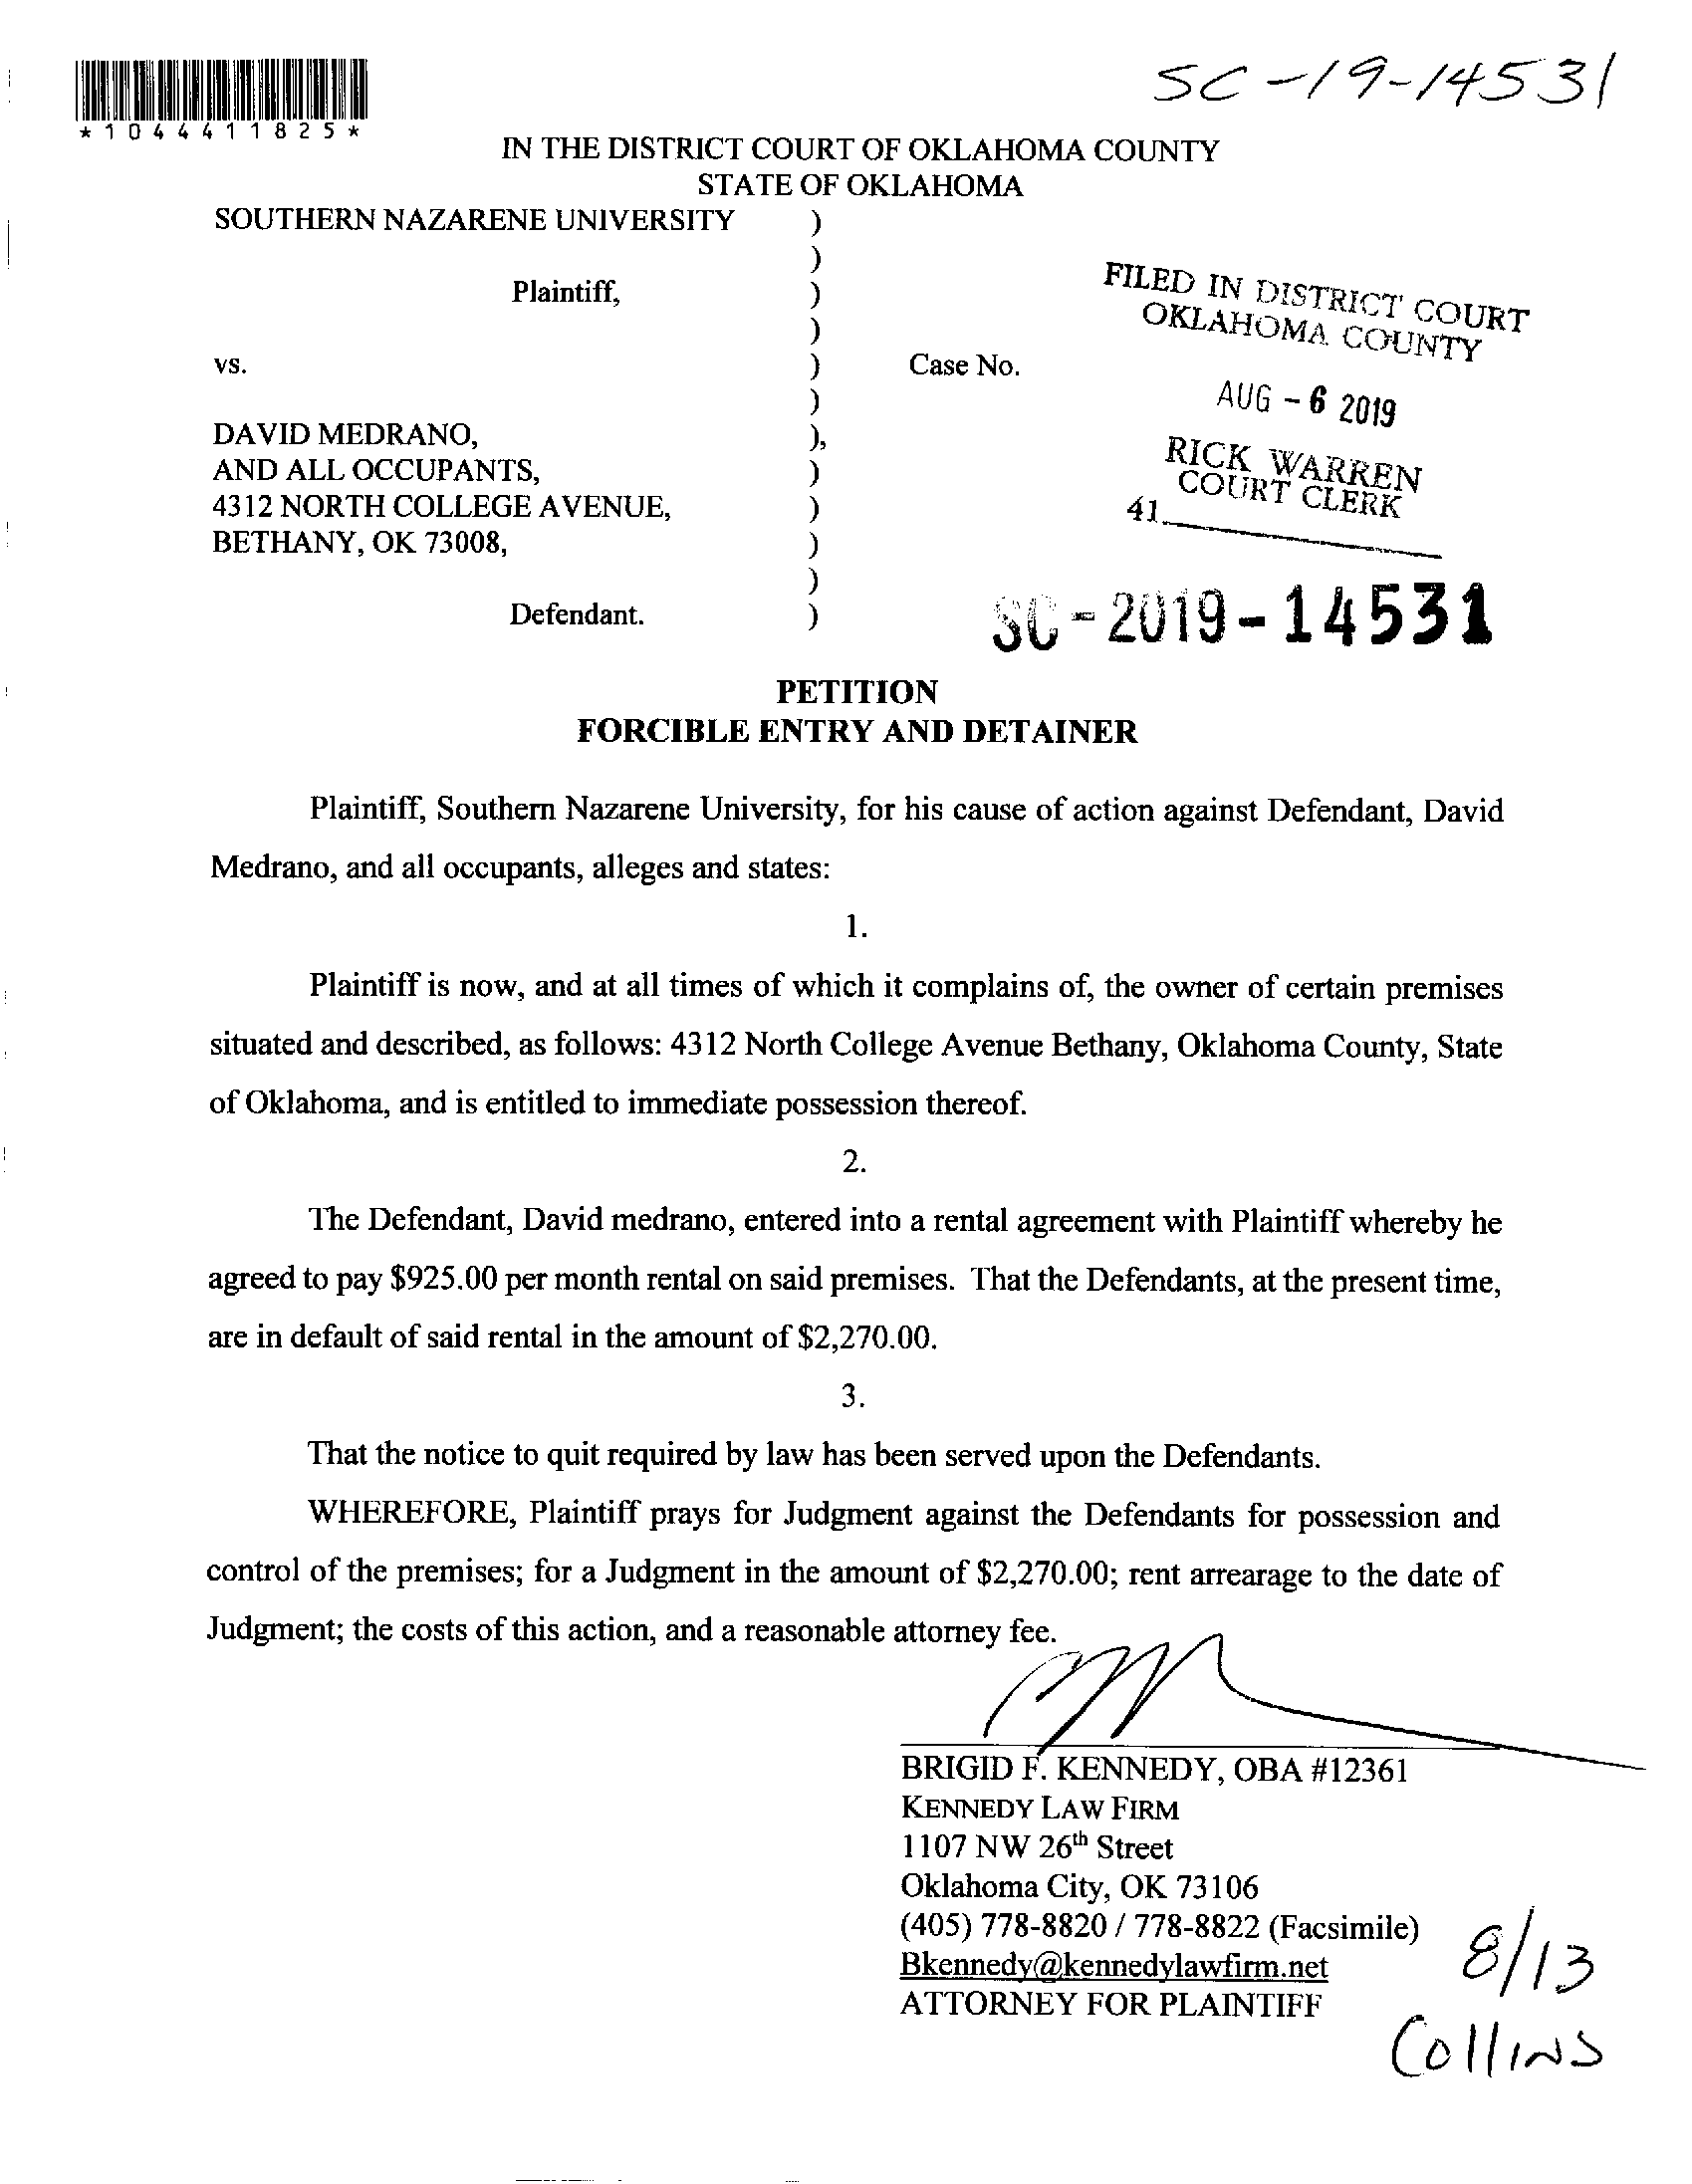 SC-19-14531
*1044411825*
IN THE DISTRICT COURT OF OKLAHOMA COUNTY
STATE OF OKLAHOMA
SOUTHERN NAZARENE UNIVERSITY )
)
Plaintiff, )
)
vs. ) Case No.
)
DAVID MEDRANO, ),
AND ALL OCCUPANTS, )
4312 NORTH COLLEGE AVENUE, )
BETHANY, OK 73008, )
)
Defendant. )
FILED IN DISTRICT COURT
OKLAHOMA COUNTY
AUG - 6 2019
RICK WARREN
COURT CLERK
41
SC-2019-14531
PETITION
FORCIBLE ENTRY AND DETAINER
Plaintiff, Southern Nazarene University, for his cause of action against Defendant, David
Medrano, and all occupants, alleges and states:
1.
Plaintiff is now, and at all times of which it complains of, the owner of certain premises
situated and described, as follows: 4312 North College Avenue Bethany, Oklahoma County, State
of Oklahoma, and is entitled to immediate possession thereof.
2.
The Defendant, David medrano, entered into a rental agreement with Plaintiff whereby he
agreed to pay $925.00 per month rental on said premises. That the Defendants, at the present time,
are in default of said rental in the amount of $2,270.00.
3.
That the notice to quit required by law has been served upon the Defendants.
WHEREFORE, Plaintiff prays for Judgment against the Defendants for possession and
control of the premises; for a Judgment in the amount of $2,270.00; rent arrearage to the date of
Judgment; the costs of this action, and a reasonable attorney fee.
BRIGID F. KENNEDY, OBA #12361
KENNEDY LAW FIRM
1107 NW 26th Street
Oklahoma City, OK 73106
(405) 778-8820 / 778-8822 (Facsimile)
Bkennedy@kennedylawfirm.net
ATTORNEY FOR PLAINTIFF
8/13
Collins